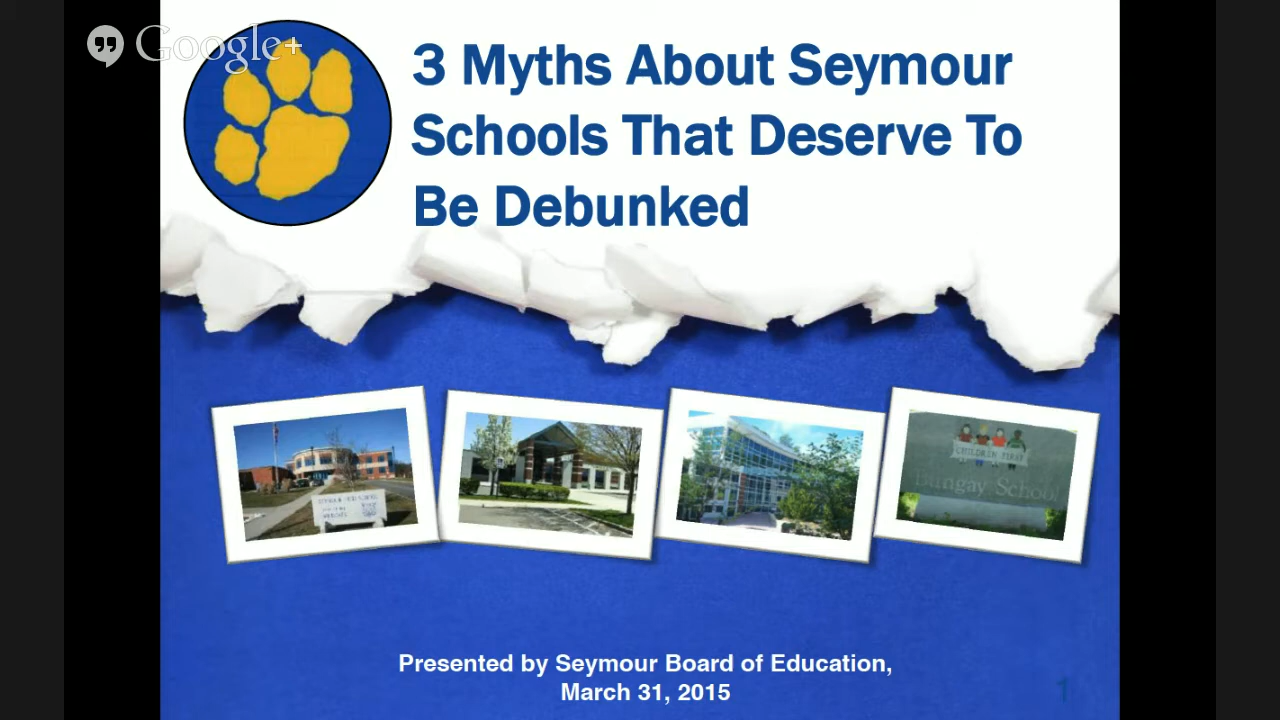 Google+
3 Myths About Seymour
Schools That Deserve To
Be Debunked
CHILDREN FIRST
Bungay School
Presented by Seymour Board of Education,
March 31, 2015
1